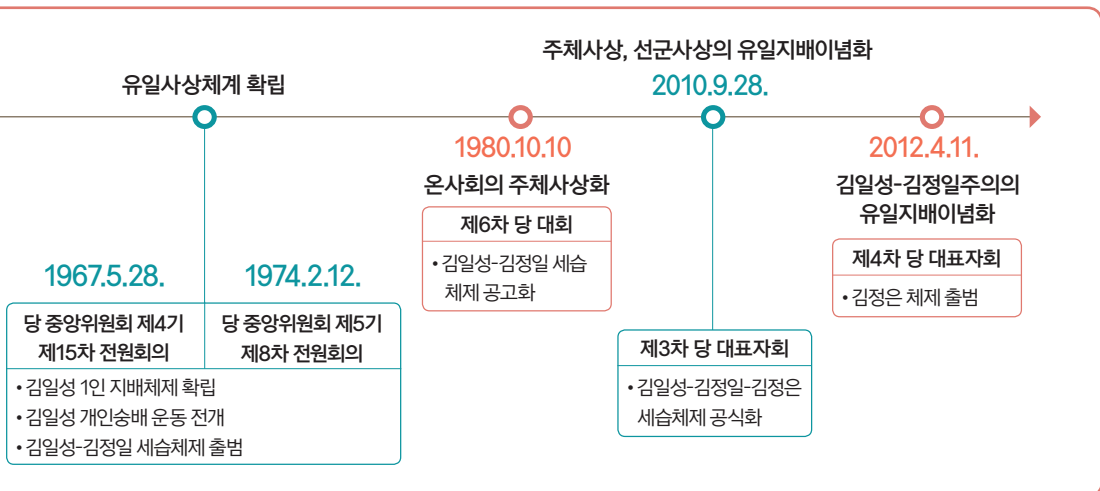 유일사상체계 확립
1967.5.28.
1974.2.12.
당 중앙위원회 제4기
제15차 전원회의
당 중앙위원회 제5기
제8차 전원회의
• 김일성 1인 지배체제 확립
• 김일성 개인숭배 운동 전개
• 김일성-김정일 세습체제 출범
1980.10.10
온사회의 주체사상화
제6차 당 대회
• 김일성-김정일 세습
체제 공고화
주체사상, 선군사상의 유일지배이념화
2010.9.28.
제3차 당 대표자회
• 김일성-김정일-김정은
세습체제 공식화
2012.4.11.
김일성-김정일주의의
유일지배이념화
제4차 당 대표자회
• 김정은 체제 출범